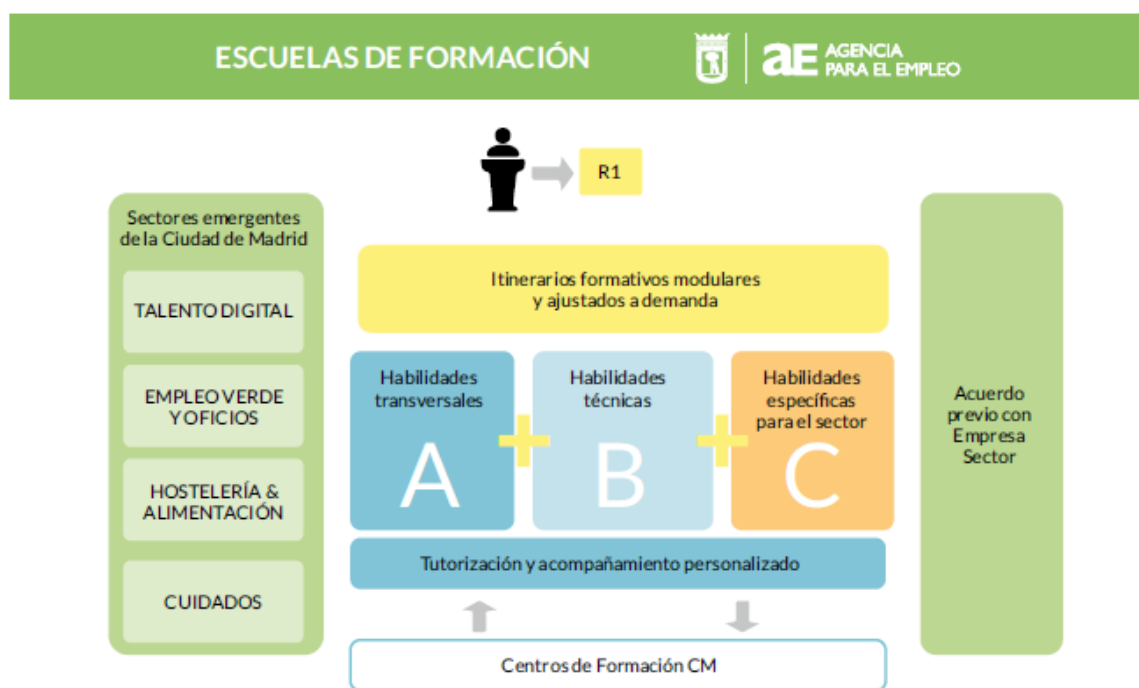 ESCUELAS DE FORMACIÓN
aE AGENCIA
PARA EL EMPLEO
R1
Sectores emergentes
de la Ciudad de Madrid
TALENTO DIGITAL
EMPLEO VERDE
Y OFICIOS
HOSTELERÍA &
ALIMENTACIÓN
CUIDADOS
Itinerarios formativos modulares
y ajustados a demanda
Habilidades
transversales
A
+
Habilidades
técnicas
B
+
Habilidades
específicas
para el sector
C
Tutorización y acompañamiento personalizado
Centros de Formación CM
Acuerdo
previo con
Empresa
Sector